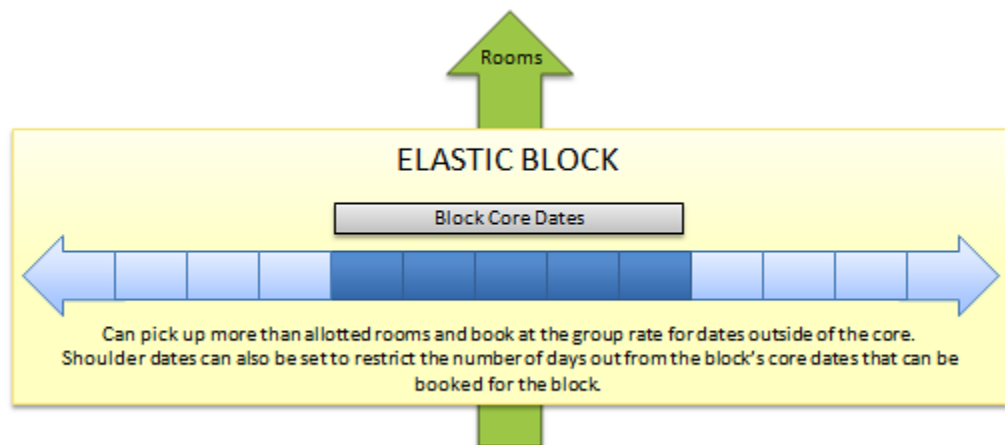 Rooms
ELASTIC BLOCK
Block Core Dates
Can pick up more than allotted rooms and book at the group rate for dates outside of the core.
Shoulder dates can also be set to restrict the number of days out from the block's core dates that can be
booked for the block.